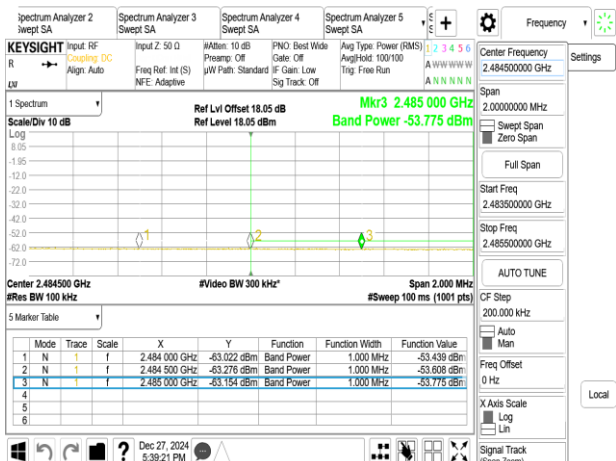 Spectrum Analyzer 2
Swept SA
Spectrum Analyzer 3
Swept SA
Spectrum Analyzer 4
Swept SA
Spectrum Analyzer 5
Swept SA
Frequency
Settings
KEYSIGHT
R
Input: RF
Coupling: DC
Align: Auto
Input Z: 50 Ω
Freq Ref: Int (S)
NFE: Adaptive
#Atten: 10 dB
Preamp: Off
µW Path: Standard
PNO: Best Wide
Gate: Off
IF Gain: Low
Sig Track: Off
Avg Type: Power (RMS)
Avg|Hold: 100/100
Trig: Free Run
1 2 3 4 5 6
A W W W W W
A N N N N N
1 Spectrum
Scale/Div 10 dB
Ref Lvl Offset 18.05 dB
Ref Level 18.05 dBm
Mkr3 2.485 000 GHz
Band Power -53.775 dBm
Log
8.05
-1.95
-12.0
-22.0
-32.0
-42.0
-52.0
-62.0
-72.0
1
2
3
Center 2.484500 GHz
#Res BW 100 kHz
#Video BW 300 kHz*
Span 2.000 MHz
#Sweep 100 ms (1001 pts)
5 Marker Table
Mode Trace Scale X Y Function Function Width Function Value
1 N 1 f 2.484 000 GHz -63.022 dBm Band Power 1.000 MHz -53.439 dBm
2 N 1 f 2.484 500 GHz -63.276 dBm Band Power 1.000 MHz -53.608 dBm
3 N 1 f 2.485 000 GHz -63.154 dBm Band Power 1.000 MHz -53.775 dBm
4
5
6
?
Dec 27, 2024
5:39:21 PM
Center Frequency
2.484500000 GHz
Span
2.00000000 MHz
Swept Span
Zero Span
Full Span
Start Freq
2.483500000 GHz
Stop Freq
2.485500000 GHz
AUTO TUNE
CF Step
200.000 kHz
Auto
Man
Freq Offset
0 Hz
X Axis Scale
Log
Lin
Signal Track
(Span Zoom)
Local